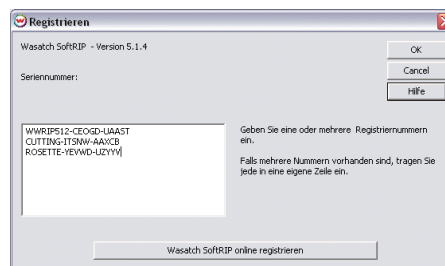 Registrieren
Wasatch SoftRIP - Version 5.1.4
OK
Seriennummer:
Cancel
Hilfe
WWRIP512-CEOGD-UAAST
CUTTING-ITSNW-AAXCB
ROSETTE-YEVWD-UZYYV
Geben Sie eine oder mehrere Registriernummern
ein.
Falls mehrere Nummern vorhanden sind, tragen Sie
jede in eine eigene Zeile ein.
Wasatch SoftRIP online registrieren